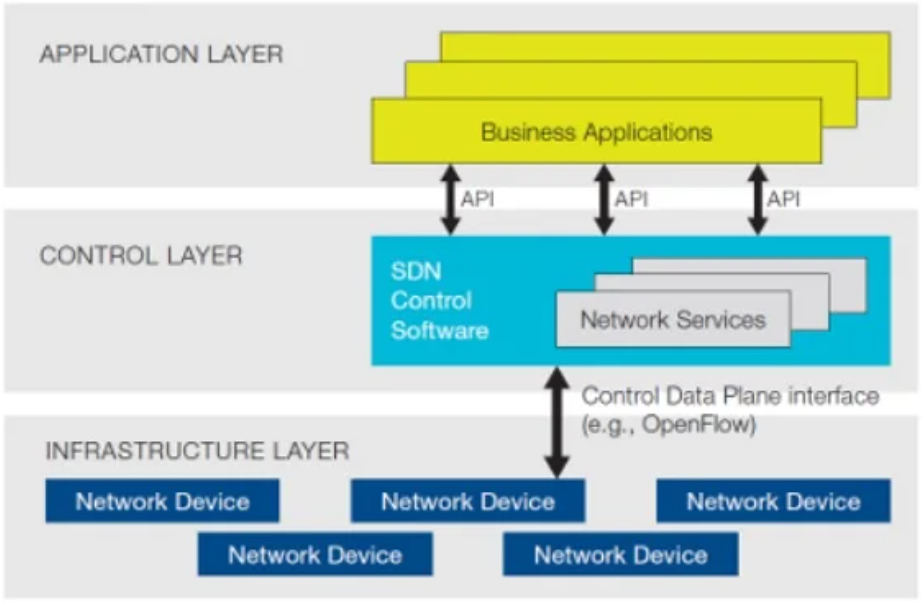 APPLICATION LAYER
Business Applications
API
API
API
CONTROL LAYER
SDN
Control
Software
Network Services
Control Data Plane interface
(e.g., OpenFlow)
INFRASTRUCTURE LAYER
Network Device
Network Device
Network Device
Network Device
Network Device